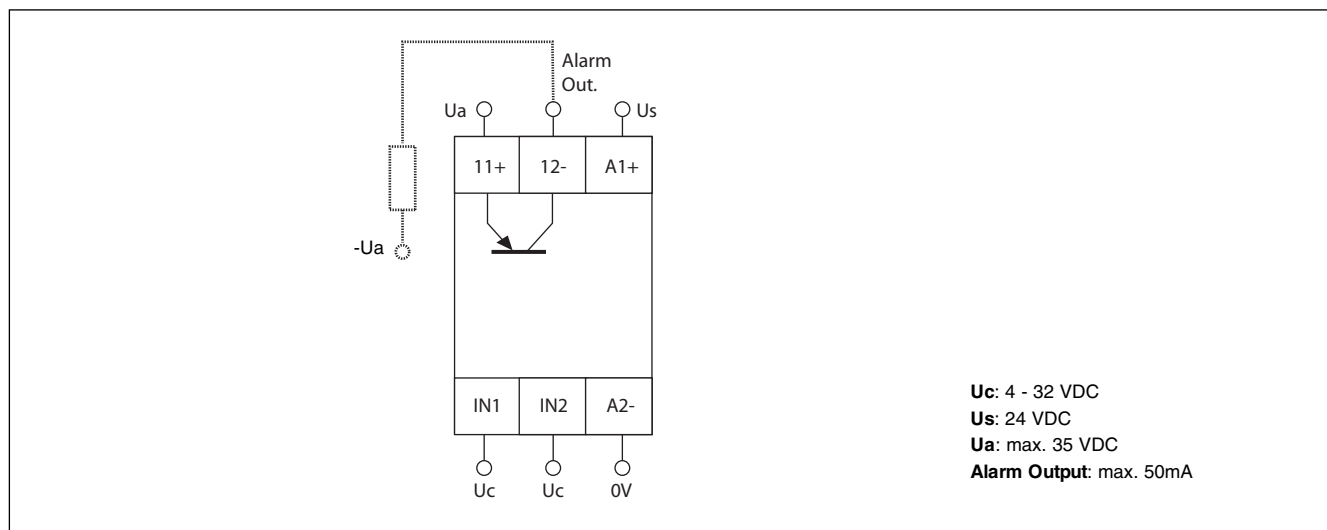 Alarm
Out.
Ua
Us
11+
12-
A1+
-Ua
IN1
IN2
A2-
Uc
Uc
0V
Uc: 4 - 32 VDC
Us: 24 VDC
Ua: max. 35 VDC
Alarm Output: max. 50mA